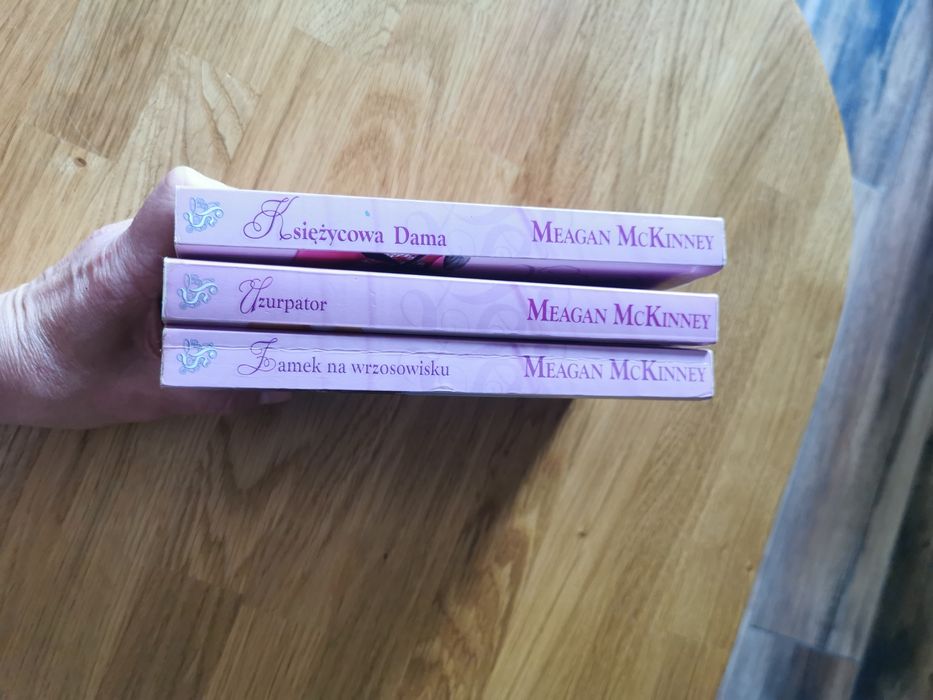 Księżycowa Dama MEAGAN MCKINNEY
Uzurpator MEAGAN MCKINNEY
Zamek na wrzosowisku MEAGAN MCKINNEY